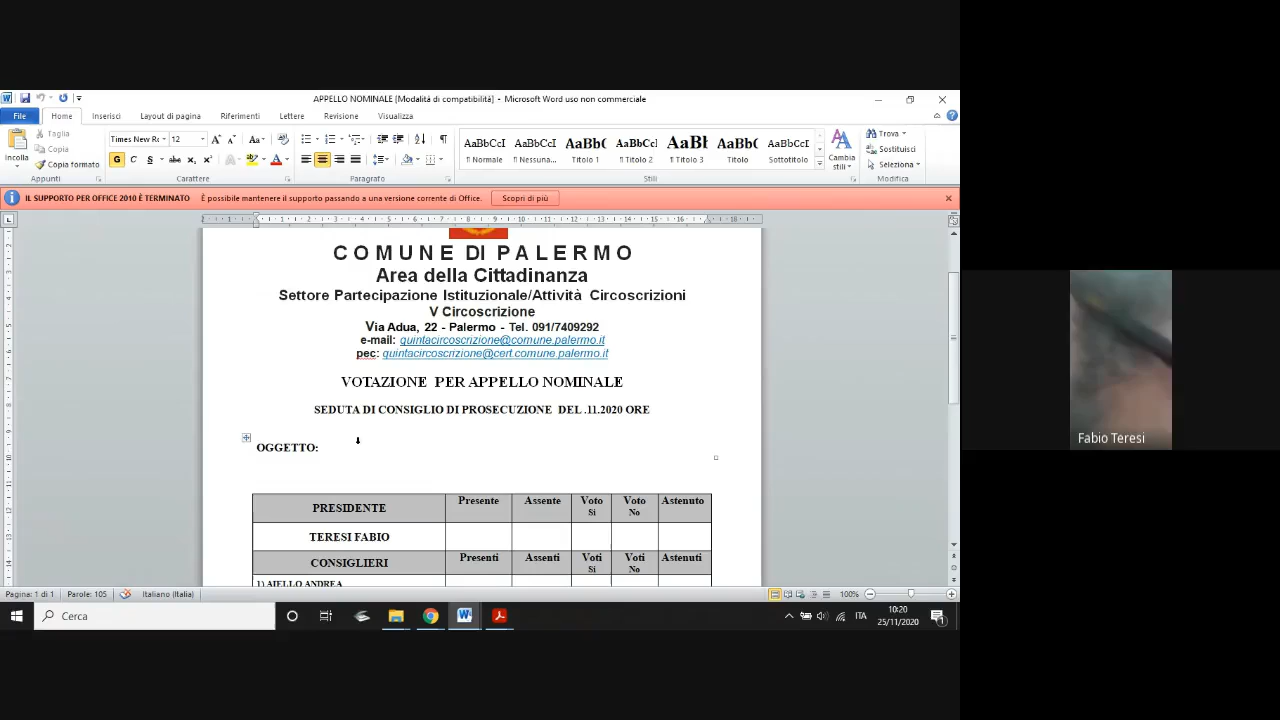 APPELLO NOMINALE [Modalità di compatibilità] - Microsoft Word uso non commerciale
File Home Inserisci Layout di pagina Riferimenti Lettere Revisione Visualizza
Incolla
Taglia
Copia
Copia formato
Appunti
Times New Ro 12
G C S abc x₂ x² A
Carattere
Paragrafo
AaBbCcI AaBbCcI AaBb( AaBbCcl AaBl AaBb( AaBbCcI
¶ Normale ¶ Nessuna... Titolo 1 ¶ Titolo 2 ¶ Titolo 3 Titolo Sottotitolo
Stili
Cambia stili
Trova
Sostituisci
Seleziona
Modifica
IL SUPPORTO PER OFFICE 2010 È TERMINATO È possibile mantenere il supporto passando a una versione corrente di Office. Scopri di più
COMUNE DI PALERMO
Area della Cittadinanza
Settore Partecipazione Istituzionale/Attività Circoscrizioni
V Circoscrizione
Via Adua, 22 - Palermo - Tel. 091/7409292
e-mail: quintacircoscrizione@comune.palermo.it
pec: quintacircoscrizione@cert.comune.palermo.it
VOTAZIONE PER APPELLO NOMINALE
SEDUTA DI CONSIGLIO DI PROSECUZIONE DEL .11.2020 ORE
OGGETTO:
PRESIDENTE Presente Assente Voto Si Voto No Astenuto
TERESI FABIO
CONSIGLIERI Presenti Assenti Voti Si Voti No Astenuti
1) AIELLO ANDREA
Pagina: 1 di 1 Parole: 105 Italiano (Italia) 100%
Cerca
ITA
10:20
25/11/2020
Fabio Teresi